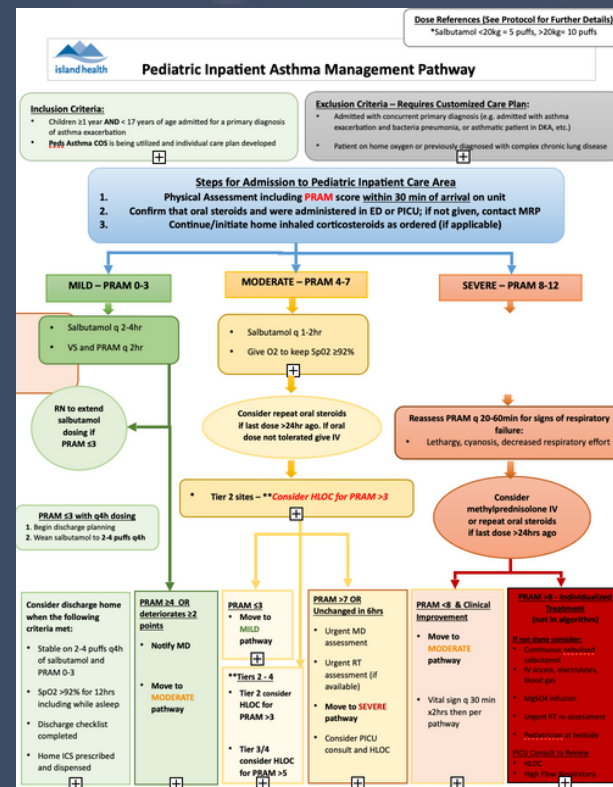 Dose References (See Protocol for Further Details)
*Salbutamol <20kg = 5 puffs, >20kg= 10 puffs
island health
Pediatric Inpatient Asthma Management Pathway
Inclusion Criteria:
• Children ≥1 year AND < 17 years of age admitted for a primary diagnosis
of asthma exacerbation
• Peds Asthma COS is being utilized and individual care plan developed
Exclusion Criteria – Requires Customized Care Plan:
• Admitted with concurrent primary diagnosis (e.g. admitted with asthma
exacerbation and bacteria pneumonia, or asthmatic patient in DKA, etc.)
• Patient on home oxygen or previously diagnosed with complex chronic lung disease
Steps for Admission to Pediatric Inpatient Care Area
1. Physical Assessment including PRAM score within 30 min of arrival on unit
2. Confirm that oral steroids and were administered in ED or PICU; if not given, contact MRP
3. Continue/initiate home inhaled corticosteroids as ordered (if applicable)
MILD – PRAM 0-3
MODERATE – PRAM 4-7
SEVERE – PRAM 8-12
• Salbutamol q 2-4hr
• VS and PRAM q 2hr
• Salbutamol q 1-2hr
• Give O2 to keep Sp02 ≥92%
RN to extend
salbutamol
dosing if
PRAM ≤3
Consider repeat oral steroids
if last dose >24hr ago. If oral
dose not tolerated give IV
Reassess PRAM q 20-60min for signs of respiratory
failure:
• Lethargy, cyanosis, decreased respiratory effort
• Tier 2 sites – **Consider HLOC for PRAM >3
Consider
methylprednisolone IV
or repeat oral steroids
if last dose >24hrs ago
PRAM ≤3 with q4h dosing
1. Begin discharge planning
2. Wean salbutamol to 2-4 puffs q4h
Consider discharge home
when the following
criteria met:
• Stable on 2-4 puffs q4h
of salbutamol and
PRAM 0-3
• SpO2 >92% for 12hrs
including while asleep
• Discharge checklist
completed
• Home ICS prescribed
and dispensed
PRAM ≥4 OR
deteriorates ≥2
points
• Notify MD
• Move to
MODERATE
pathway
PRAM ≤3
• Move to
MILD
pathway
**Tiers 2 - 4
• Tier 2 consider
HLOC for
PRAM >3
• Tier 3/4
consider HLOC
for PRAM >5
PRAM >7 OR
Unchanged in 6hrs
• Urgent MD
assessment
• Urgent RT
assessment (if
available)
• Move to SEVERE
pathway
• Consider PICU
consult and HLOC
PRAM <8 & Clinical
Improvement
• Move to
MODERATE
pathway
• Vital sign q 30 min
x2hrs then per
pathway
Individualized
Treatment
(not in algorithm)
If not done consider:
• Continuous nebulized
salbutamol
• IV access, electrolytes,
blood gas
• MgSO4 infusion
• Urgent RT re-assessment
• Pediatrician at bedside
PICU Consult to Review
• HLOC
• High Flow Respiratory